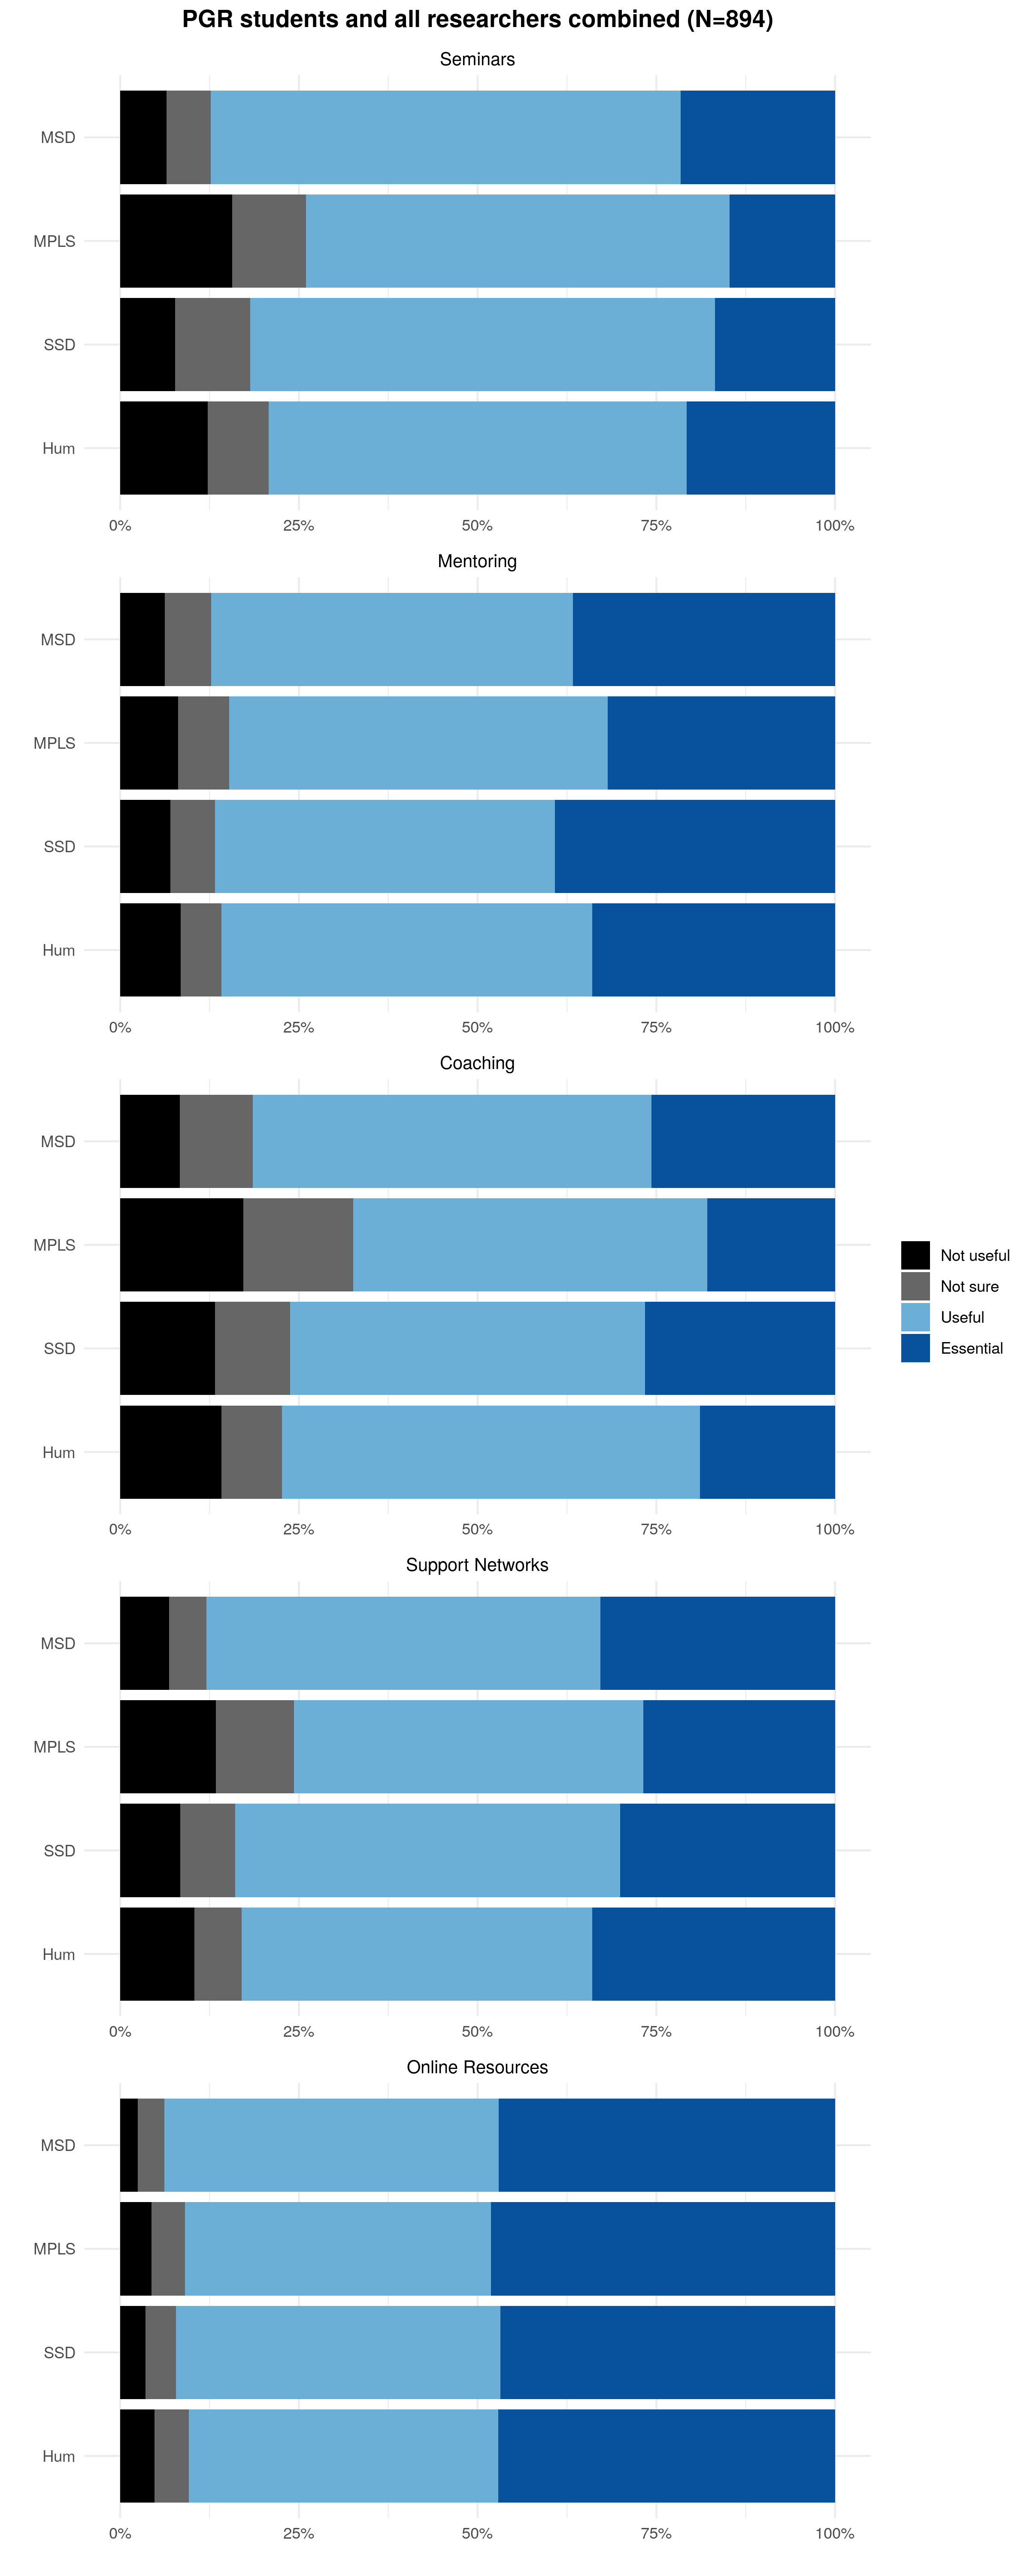 PGR students and all researchers combined (N=894)
Seminars
MSD
MPLS
SSD
Hum
0% 25% 50% 75% 100%
Mentoring
MSD
MPLS
SSD
Hum
0% 25% 50% 75% 100%
Coaching
MSD
MPLS
SSD
Hum
0% 25% 50% 75% 100%
Not useful
Not sure
Useful
Essential
Support Networks
MSD
MPLS
SSD
Hum
0% 25% 50% 75% 100%
Online Resources
MSD
MPLS
SSD
Hum
0% 25% 50% 75% 100%